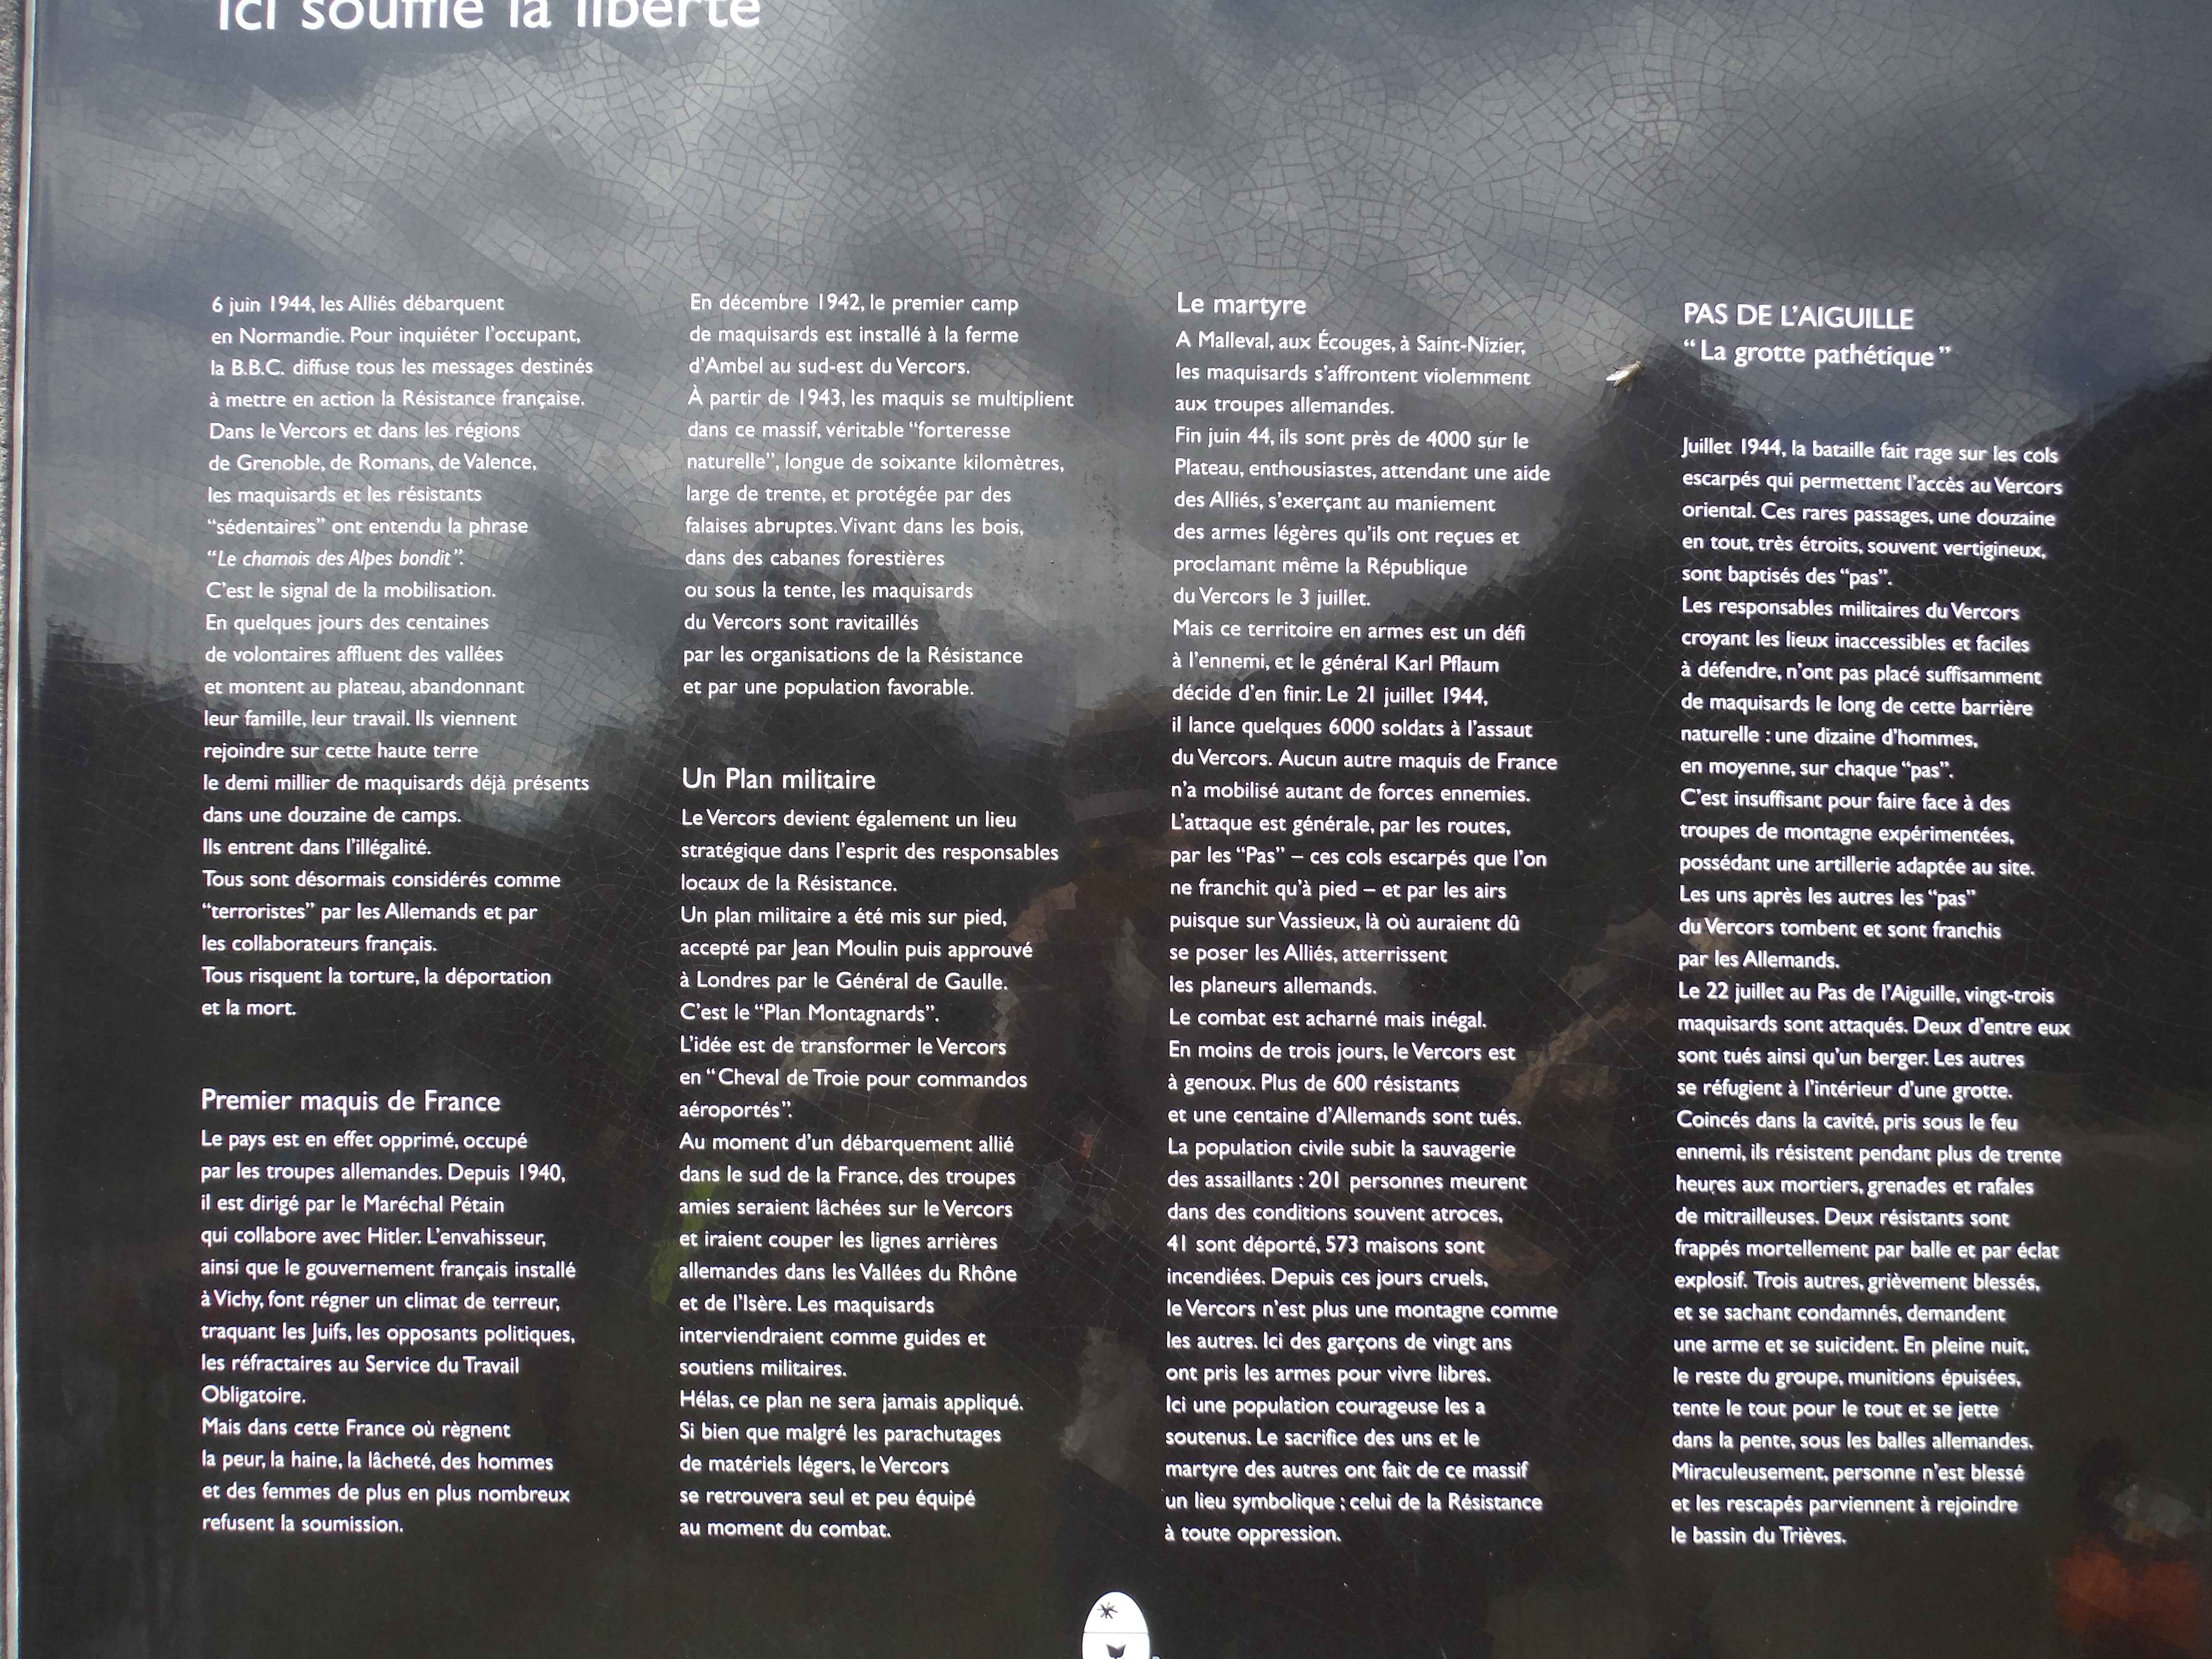 Ici souffle la liberté
6 juin 1944, les Alliés débarquent
en Normandie. Pour inquiéter l'occupant,
la B.B.C. diffuse tous les messages destinés
à mettre en action la Résistance française.
Dans le Vercors et dans les régions
de Grenoble, de Romans, de Valence,
les maquisards et les résistants
“sédentaires” ont entendu la phrase
“Le chamois des Alpes bondit”.
C'est le signal de la mobilisation.
En quelques jours des centaines
de volontaires affluent des vallées
et montent au plateau, abandonnant
leur famille, leur travail. Ils viennent
rejoindre sur cette haute terre
le demi millier de maquisards déjà présents
dans une douzaine de camps.
Ils entrent dans l'illégalité.
Tous sont désormais considérés comme
“terroristes” par les Allemands et par
les collaborateurs français.
Tous risquent la torture, la déportation
et la mort.
Premier maquis de France
Le pays est en effet opprimé, occupé
par les troupes allemandes. Depuis 1940,
il est dirigé par le Maréchal Pétain
qui collabore avec Hitler. L'envahisseur,
ainsi que le gouvernement français installé
à Vichy, font régner un climat de terreur,
traquant les Juifs, les opposants politiques,
les réfractaires au Service du Travail
Obligatoire.
Mais dans cette France où règnent
la peur, la haine, la lâcheté, des hommes
et des femmes de plus en plus nombreux
refusent la soumission.
En décembre 1942, le premier camp
de maquisards est installé à la ferme
d'Ambel au sud-est du Vercors.
À partir de 1943, les maquis se multiplient
dans ce massif, véritable “forteresse
naturelle”, longue de soixante kilomètres,
large de trente, et protégée par des
falaises abruptes. Vivant dans les bois,
dans des cabanes forestières
ou sous la tente, les maquisards
du Vercors sont ravitaillés
par les organisations de la Résistance
et par une population favorable.
Un Plan militaire
Le Vercors devient également un lieu
stratégique dans l'esprit des responsables
locaux de la Résistance.
Un plan militaire a été mis sur pied,
accepté par Jean Moulin puis approuvé
à Londres par le Général de Gaulle.
C'est le “Plan Montagnards”.
L'idée est de transformer le Vercors
en “Cheval de Troie pour commandos
aéroportés”.
Au moment d'un débarquement allié
dans le sud de la France, des troupes
amies seraient lâchées sur le Vercors
et iraient couper les lignes arrières
allemandes dans les Vallées du Rhône
et de l'Isère. Les maquisards
interviendraient comme guides et
soutiens militaires.
Hélas, ce plan ne sera jamais appliqué.
Si bien que malgré les parachutages
de matériels légers, le Vercors
se retrouvera seul et peu équipé
au moment du combat.
Le martyre
A Malleval, aux Écouges, à Saint-Nizier,
les maquisards s'affrontent violemment
aux troupes allemandes.
Fin juin 44, ils sont près de 4000 sur le
Plateau, enthousiastes, attendant une aide
des Alliés, s'exerçant au maniement
des armes légères qu'ils ont reçues et
proclamant même la République
du Vercors le 3 juillet.
Mais ce territoire en armes est un défi
à l'ennemi, et le général Karl Pflaum
décide d'en finir. Le 21 juillet 1944,
il lance quelques 6000 soldats à l'assaut
du Vercors. Aucun autre maquis de France
n'a mobilisé autant de forces ennemies.
L'attaque est générale, par les routes,
par les “Pas” – ces cols escarpés que l'on
ne franchit qu'à pied – et par les airs
puisque sur Vassieux, là où auraient dû
se poser les Alliés, atterrissent
les planeurs allemands.
Le combat est acharné mais inégal.
En moins de trois jours, le Vercors est
à genoux. Plus de 600 résistants
et une centaine d'Allemands sont tués.
La population civile subit la sauvagerie
des assaillants : 201 personnes meurent
dans des conditions souvent atroces,
41 sont déporté, 573 maisons sont
incendiées. Depuis ces jours cruels,
le Vercors n'est plus une montagne comme
les autres. Ici des garçons de vingt ans
ont pris les armes pour vivre libres.
Ici une population courageuse les a
soutenus. Le sacrifice des uns et le
martyre des autres ont fait de ce massif
un lieu symbolique : celui de la Résistance
à toute oppression.
PAS DE L'AIGUILLE
“La grotte pathétique”
Juillet 1944, la bataille fait rage sur les cols
escarpés qui permettent l'accès au Vercors
oriental. Ces rares passages, une douzaine
en tout, très étroits, souvent vertigineux,
sont baptisés des “pas”.
Les responsables militaires du Vercors
croyant les lieux inaccessibles et faciles
à défendre, n'ont pas placé suffisamment
de maquisards le long de cette barrière
naturelle : une dizaine d'hommes,
en moyenne, sur chaque “pas”.
C'est insuffisant pour faire face à des
troupes de montagne expérimentées,
possédant une artillerie adaptée au site.
Les uns après les autres les “pas”
du Vercors tombent et sont franchis
par les Allemands.
Le 22 juillet au Pas de l'Aiguille, vingt-trois
maquisards sont attaqués. Deux d'entre eux
sont tués ainsi qu'un berger. Les autres
se réfugient à l'intérieur d'une grotte.
Coincés dans la cavité, pris sous le feu
ennemi, ils résistent pendant plus de trente
heures aux mortiers, grenades et rafales
de mitrailleuses. Deux résistants sont
frappés mortellement par balle et par éclat
explosif. Trois autres, grièvement blessés,
et se sachant condamnés, demandent
une arme et se suicident. En pleine nuit,
le reste du groupe, munitions épuisées,
tente le tout pour le tout et se jette
dans la pente, sous les balles allemandes.
Miraculeusement, personne n'est blessé
et les rescapés parviennent à rejoindre
le bassin du Trièves.